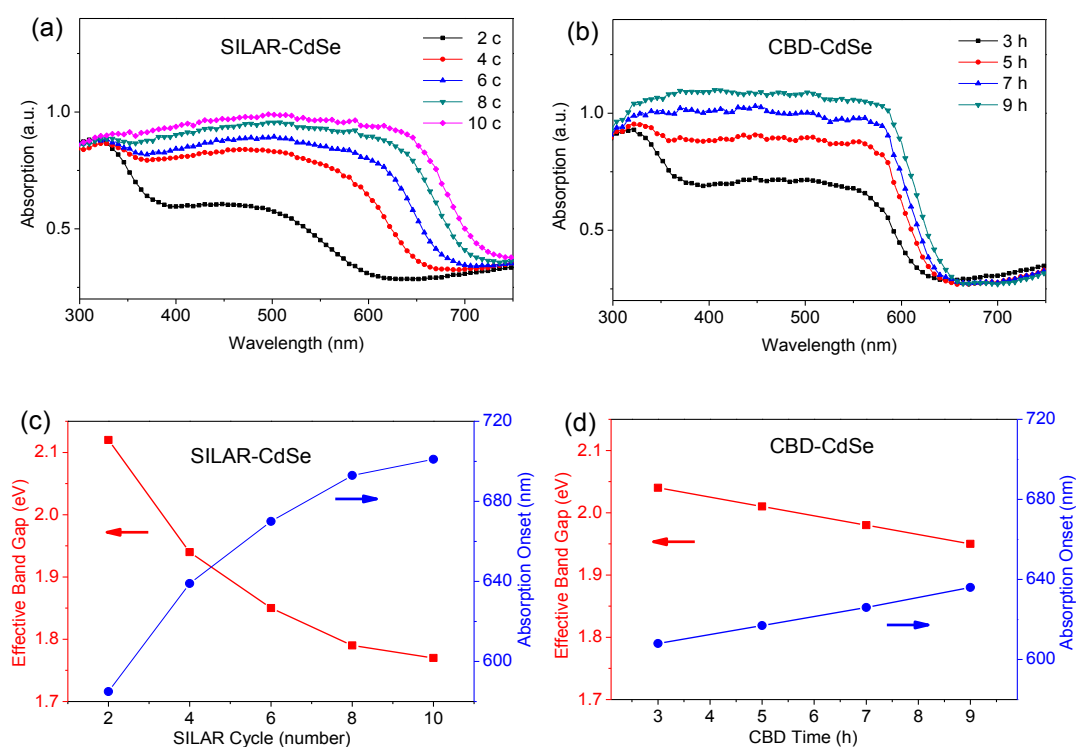 (a)
SILAR-CdSe
2 c
4 c
6 c
8 c
10 c
1.0
0.5
Absorption (a.u.)
300 400 500 600 700
Wavelength (nm)
(b)
CBD-CdSe
3 h
5 h
7 h
9 h
1.0
0.5
Absorption (a.u.)
300 400 500 600 700
Wavelength (nm)
(c)
SILAR-CdSe
2.1
2.0
1.9
1.8
1.7
Effective Band Gap (eV)
720
680
640
600
Absorption Onset (nm)
2 4 6 8 10
SILAR Cycle (number)
(d)
CBD-CdSe
2.1
2.0
1.9
1.8
1.7
Effective Band Gap (eV)
720
680
640
600
Absorption Onset (nm)
3 4 5 6 7 8 9
CBD Time (h)